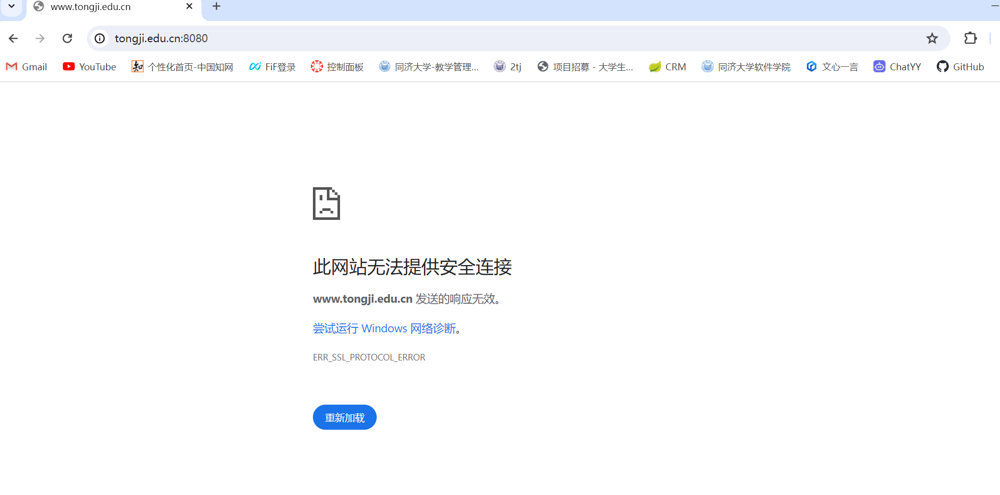 www.tongji.edu.cn
tongji.edu.cn:8080
Gmail YouTube 个性化首页-中国知网 FiF登录 控制面板 同济大学-教学管理... 2tj 项目招募 - 大学生... CRM 同济大学软件学院 文心一言 ChatYY GitHub
此网站无法提供安全连接
www.tongji.edu.cn 发送的响应无效。
尝试运行 Windows 网络诊断。
ERR_SSL_PROTOCOL_ERROR
重新加载